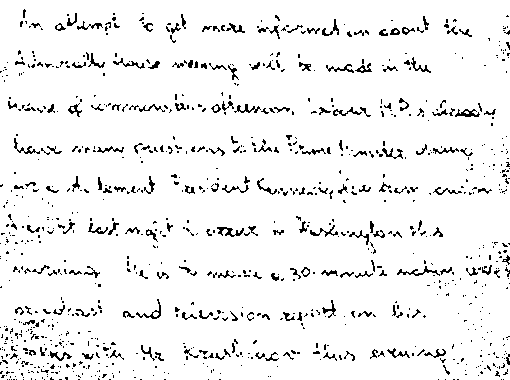 An attempt to get more information about the
Admiralty House meeting will be made in the
House of Commons this afternoon. Labour M.P.s already
have many questions to the Prime Minister asking
for a statement. President Kennedy flew from London
Airport last night to arrive in Washington this
morning. He is to make a 30-minute nation wide
broadcast and television report on his
talks with Mr Krushchov this evening.